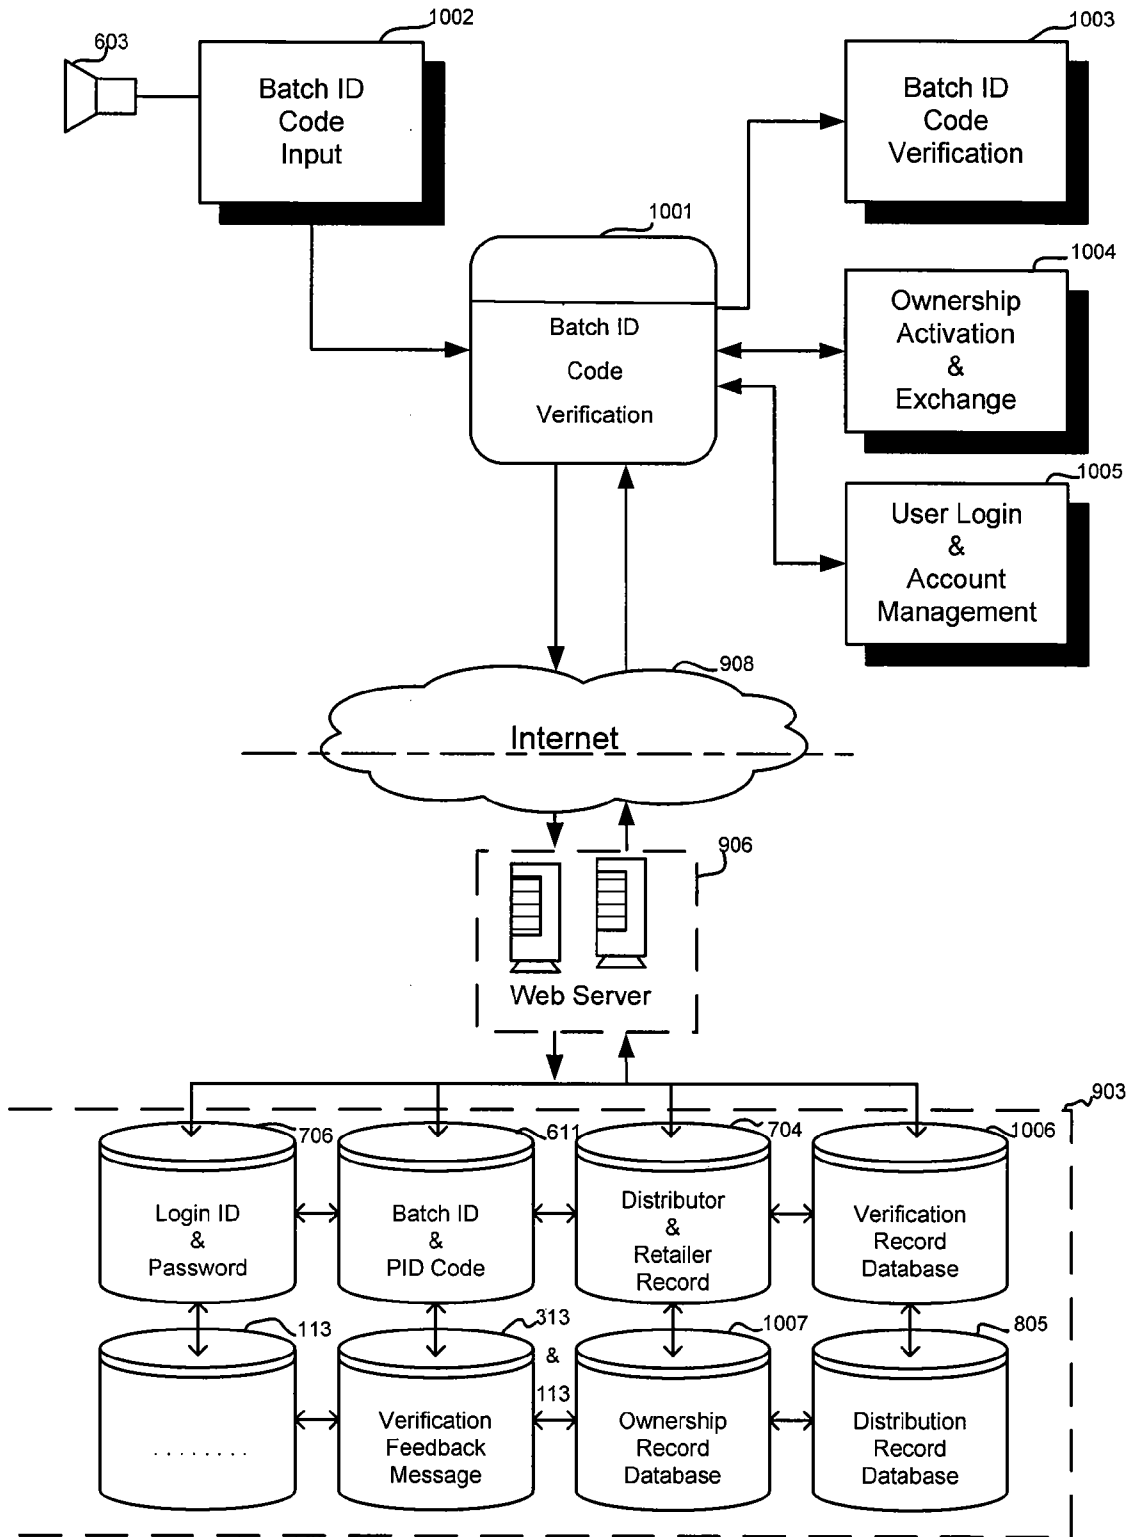 603
1002
Batch ID
Code
Input
1003
Batch ID
Code
Verification
1001
Batch ID
Code
Verification
1004
Ownership
Activation
&
Exchange
1005
User Login
&
Account
Management
908
Internet
906
Web Server
903
706
Login ID
&
Password
611
Batch ID
&
PID Code
704
Distributor
&
Retailer
Record
1006
Verification
Record
Database
113
. . . . . . . .
313
&
113
Verification
Feedback
Message
1007
Ownership
Record
Database
805
Distribution
Record
Database